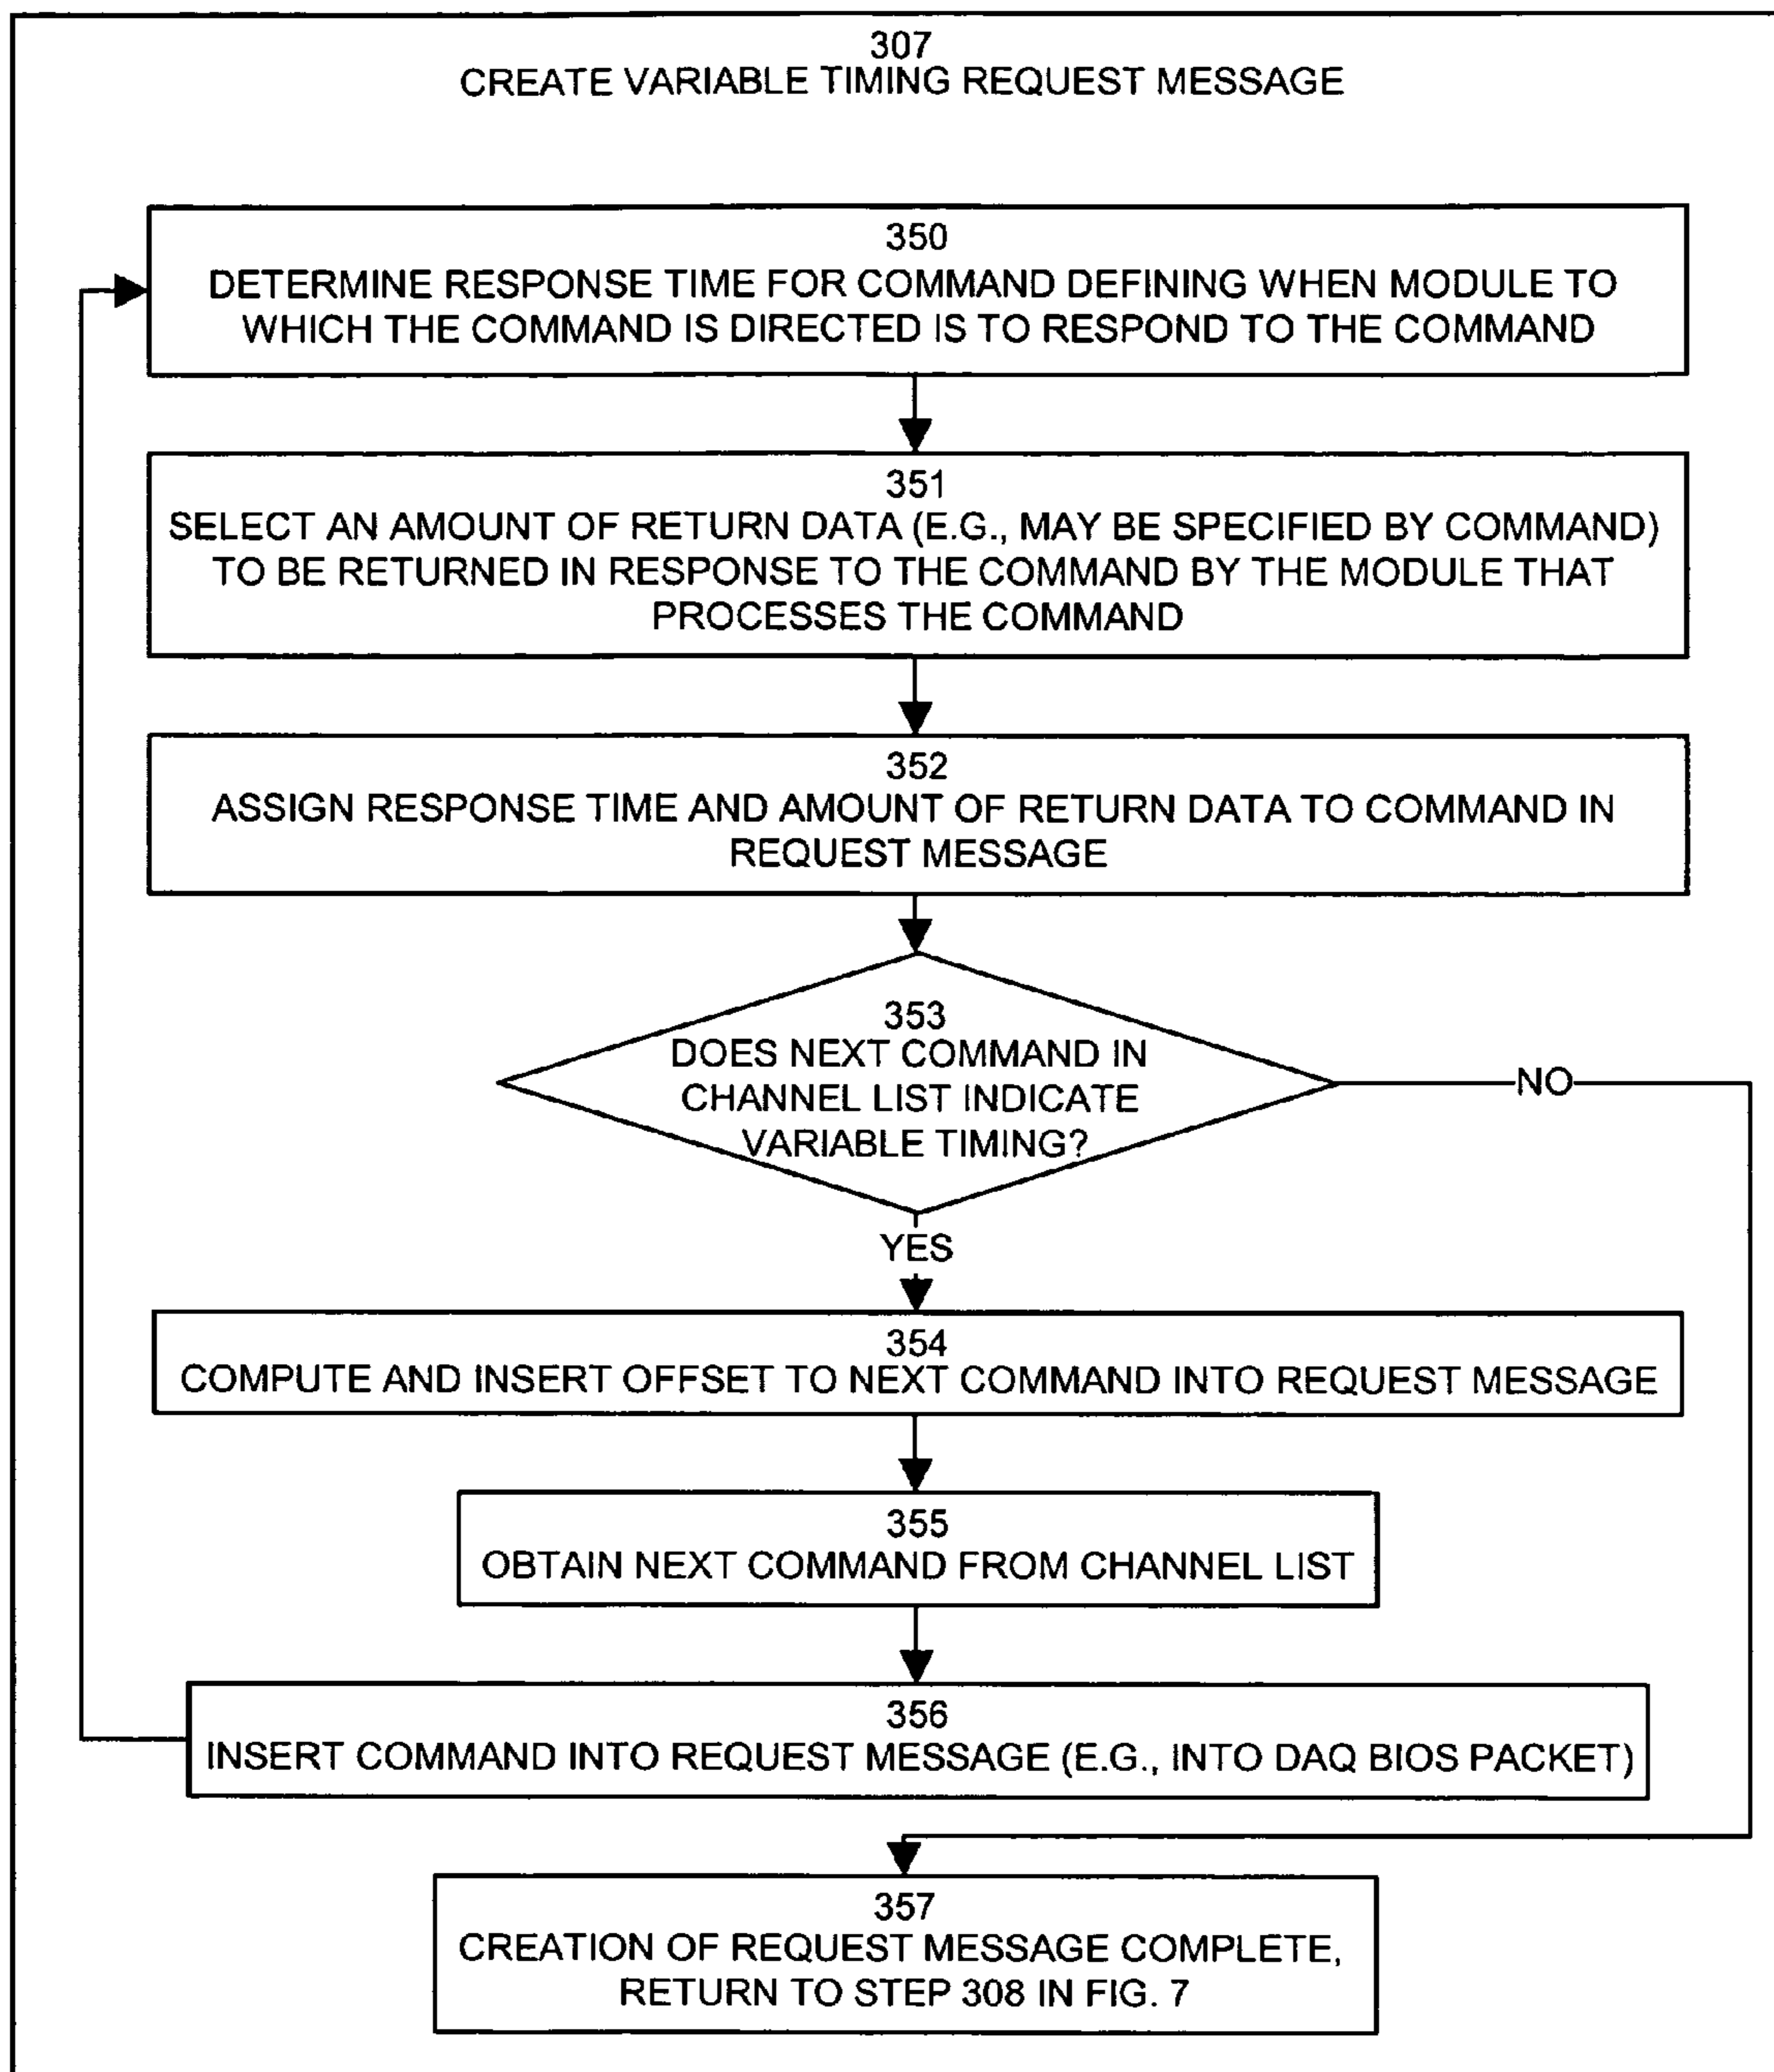 307
CREATE VARIABLE TIMING REQUEST MESSAGE
350
DETERMINE RESPONSE TIME FOR COMMAND DEFINING WHEN MODULE TO
WHICH THE COMMAND IS DIRECTED IS TO RESPOND TO THE COMMAND
351
SELECT AN AMOUNT OF RETURN DATA (E.G., MAY BE SPECIFIED BY COMMAND)
TO BE RETURNED IN RESPONSE TO THE COMMAND BY THE MODULE THAT
PROCESSES THE COMMAND
352
ASSIGN RESPONSE TIME AND AMOUNT OF RETURN DATA TO COMMAND IN
REQUEST MESSAGE
353
DOES NEXT COMMAND IN
CHANNEL LIST INDICATE
VARIABLE TIMING?
NO
YES
354
COMPUTE AND INSERT OFFSET TO NEXT COMMAND INTO REQUEST MESSAGE
355
OBTAIN NEXT COMMAND FROM CHANNEL LIST
356
INSERT COMMAND INTO REQUEST MESSAGE (E.G., INTO DAQ BIOS PACKET)
357
CREATION OF REQUEST MESSAGE COMPLETE,
RETURN TO STEP 308 IN FIG. 7